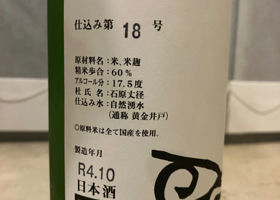 仕込み第 18 号
原材料名：米、米麹
精米歩合：60％
アルコール分：17.5度
杜氏名：石原丈径
仕込み水：自然湧水
（通称 黄金井戸）
◎原料米は全て国産を使用.
製造年月
R4.10
日本酒